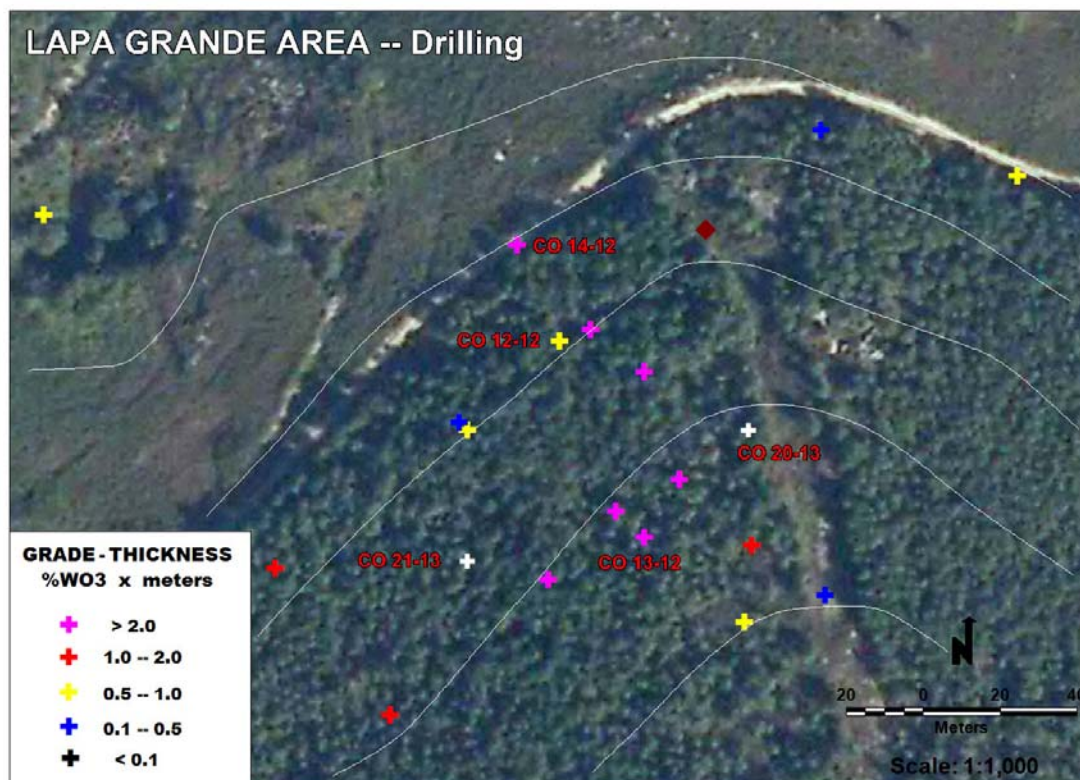 LAPA GRANDE AREA -- Drilling
CO 14-12
CO 12-12
CO 20-13
CO 21-13
CO 13-12
GRADE - THICKNESS
%WO3 x meters
> 2.0
1.0 -- 2.0
0.5 -- 1.0
0.1 -- 0.5
< 0.1
N
20 0 20 40
Meters
Scale: 1:1,000